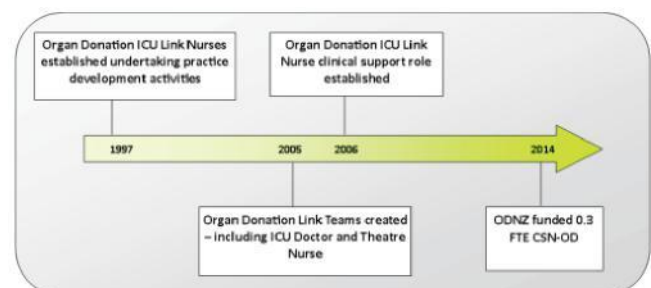 Organ Donation ICU Link Nurses
established undertaking practice
development activities
Organ Donation ICU Link
Nurse clinical support role
established
1997
2005
2006
2014
Organ Donation Link Teams created
– including ICU Doctor and Theatre
Nurse
ODNZ funded 0.3
FTE CSN-OD